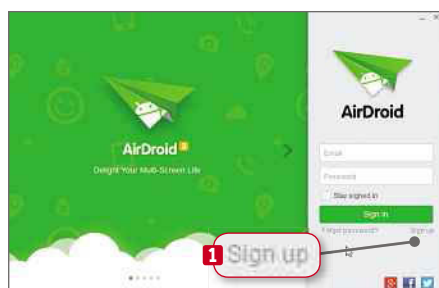 AirDroid 3
Delight Your Multi-Screen Life
AirDroid
Email
Password
Stay signed in
Sign in
Forgot password?
Sign up
1 Sign up